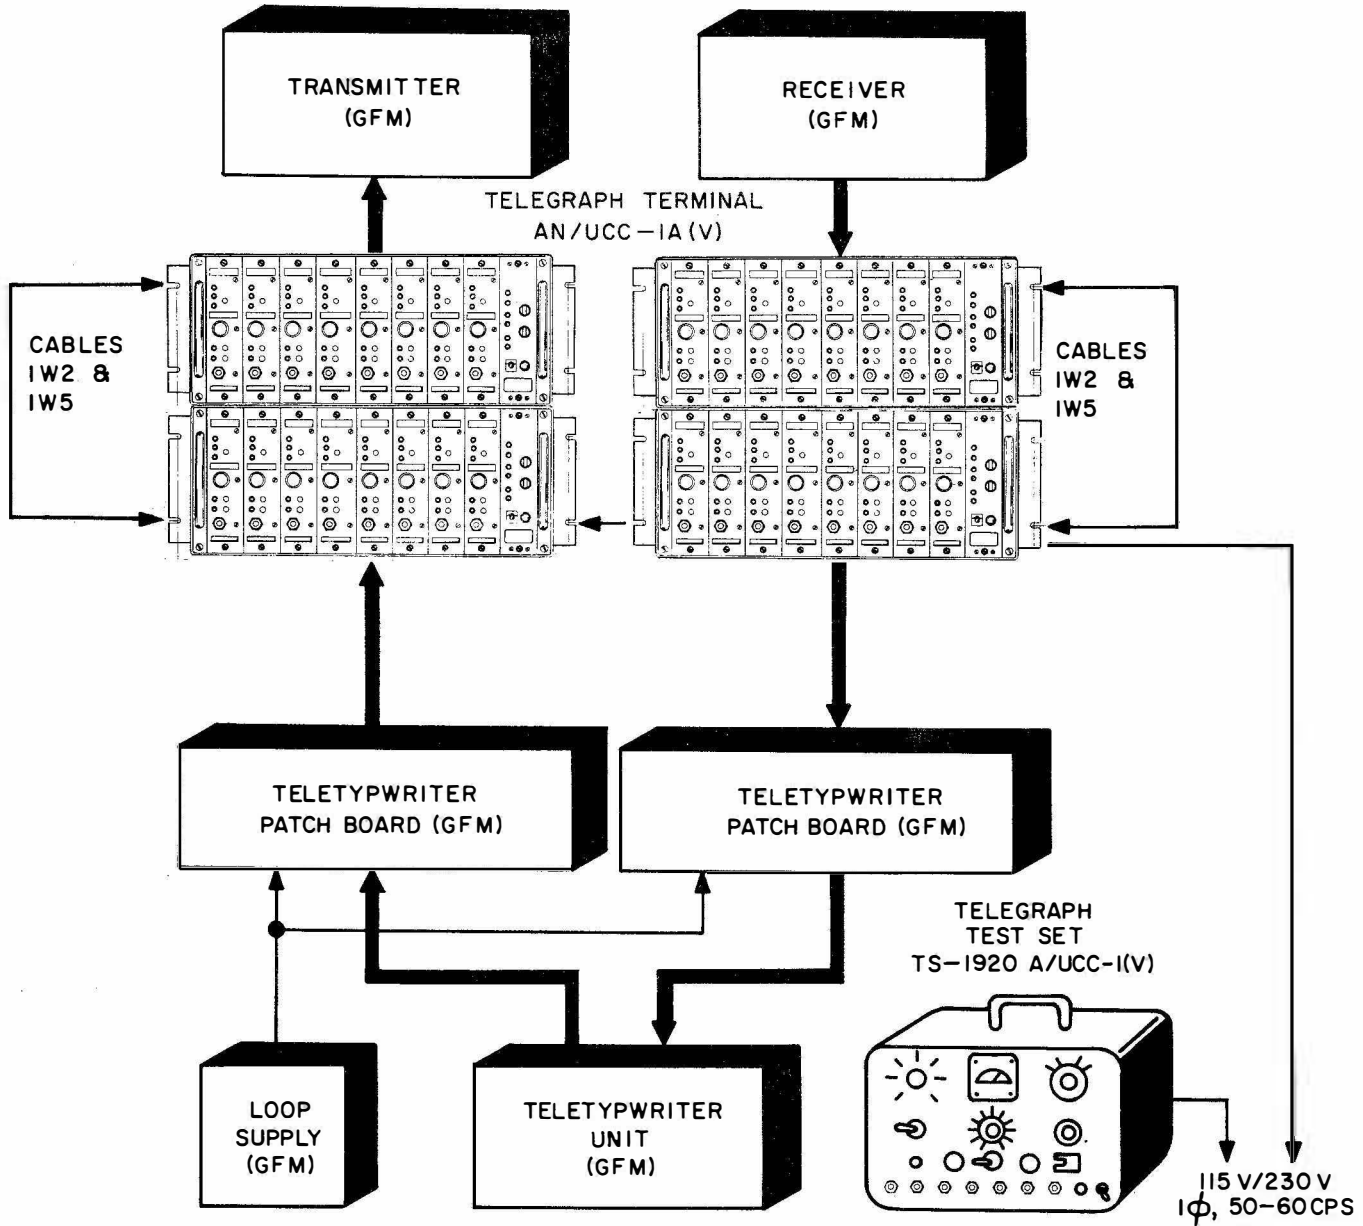 TRANSMITTER
(GFM)
RECEIVER
(GFM)
TELEGRAPH TERMINAL
AN/UCC-1A(V)
CABLES
1W2 &
1W5
CABLES
1W2 &
1W5
TELETYPWRITER
PATCH BOARD (GFM)
TELETYPWRITER
PATCH BOARD (GFM)
TELEGRAPH
TEST SET
TS-1920 A/UCC-1(V)
LOOP
SUPPLY
(GFM)
TELETYPWRITER
UNIT
(GFM)
115 V/230 V
1ϕ, 50-60CPS